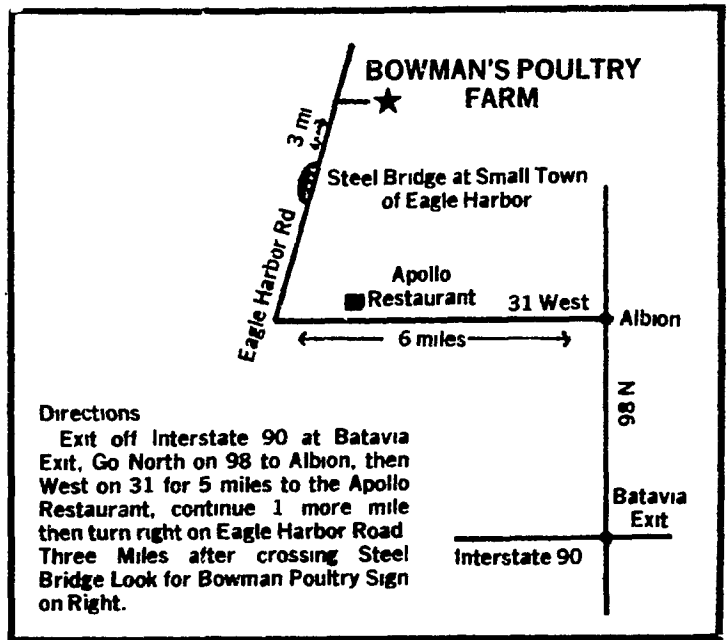 BOWMAN'S POULTRY
FARM
3 mi
Steel Bridge at Small Town
of Eagle Harbor
Eagle Harbor Rd
Apollo
Restaurant
31 West
Albion
6 miles
98 N
Directions
Exit off Interstate 90 at Batavia
Exit, Go North on 98 to Albion, then
West on 31 for 5 miles to the Apollo
Restaurant, continue 1 more mile
then turn right on Eagle Harbor Road
Three Miles after crossing Steel
Bridge Look for Bowman Poultry Sign
on Right.
Batavia
Exit
Interstate 90